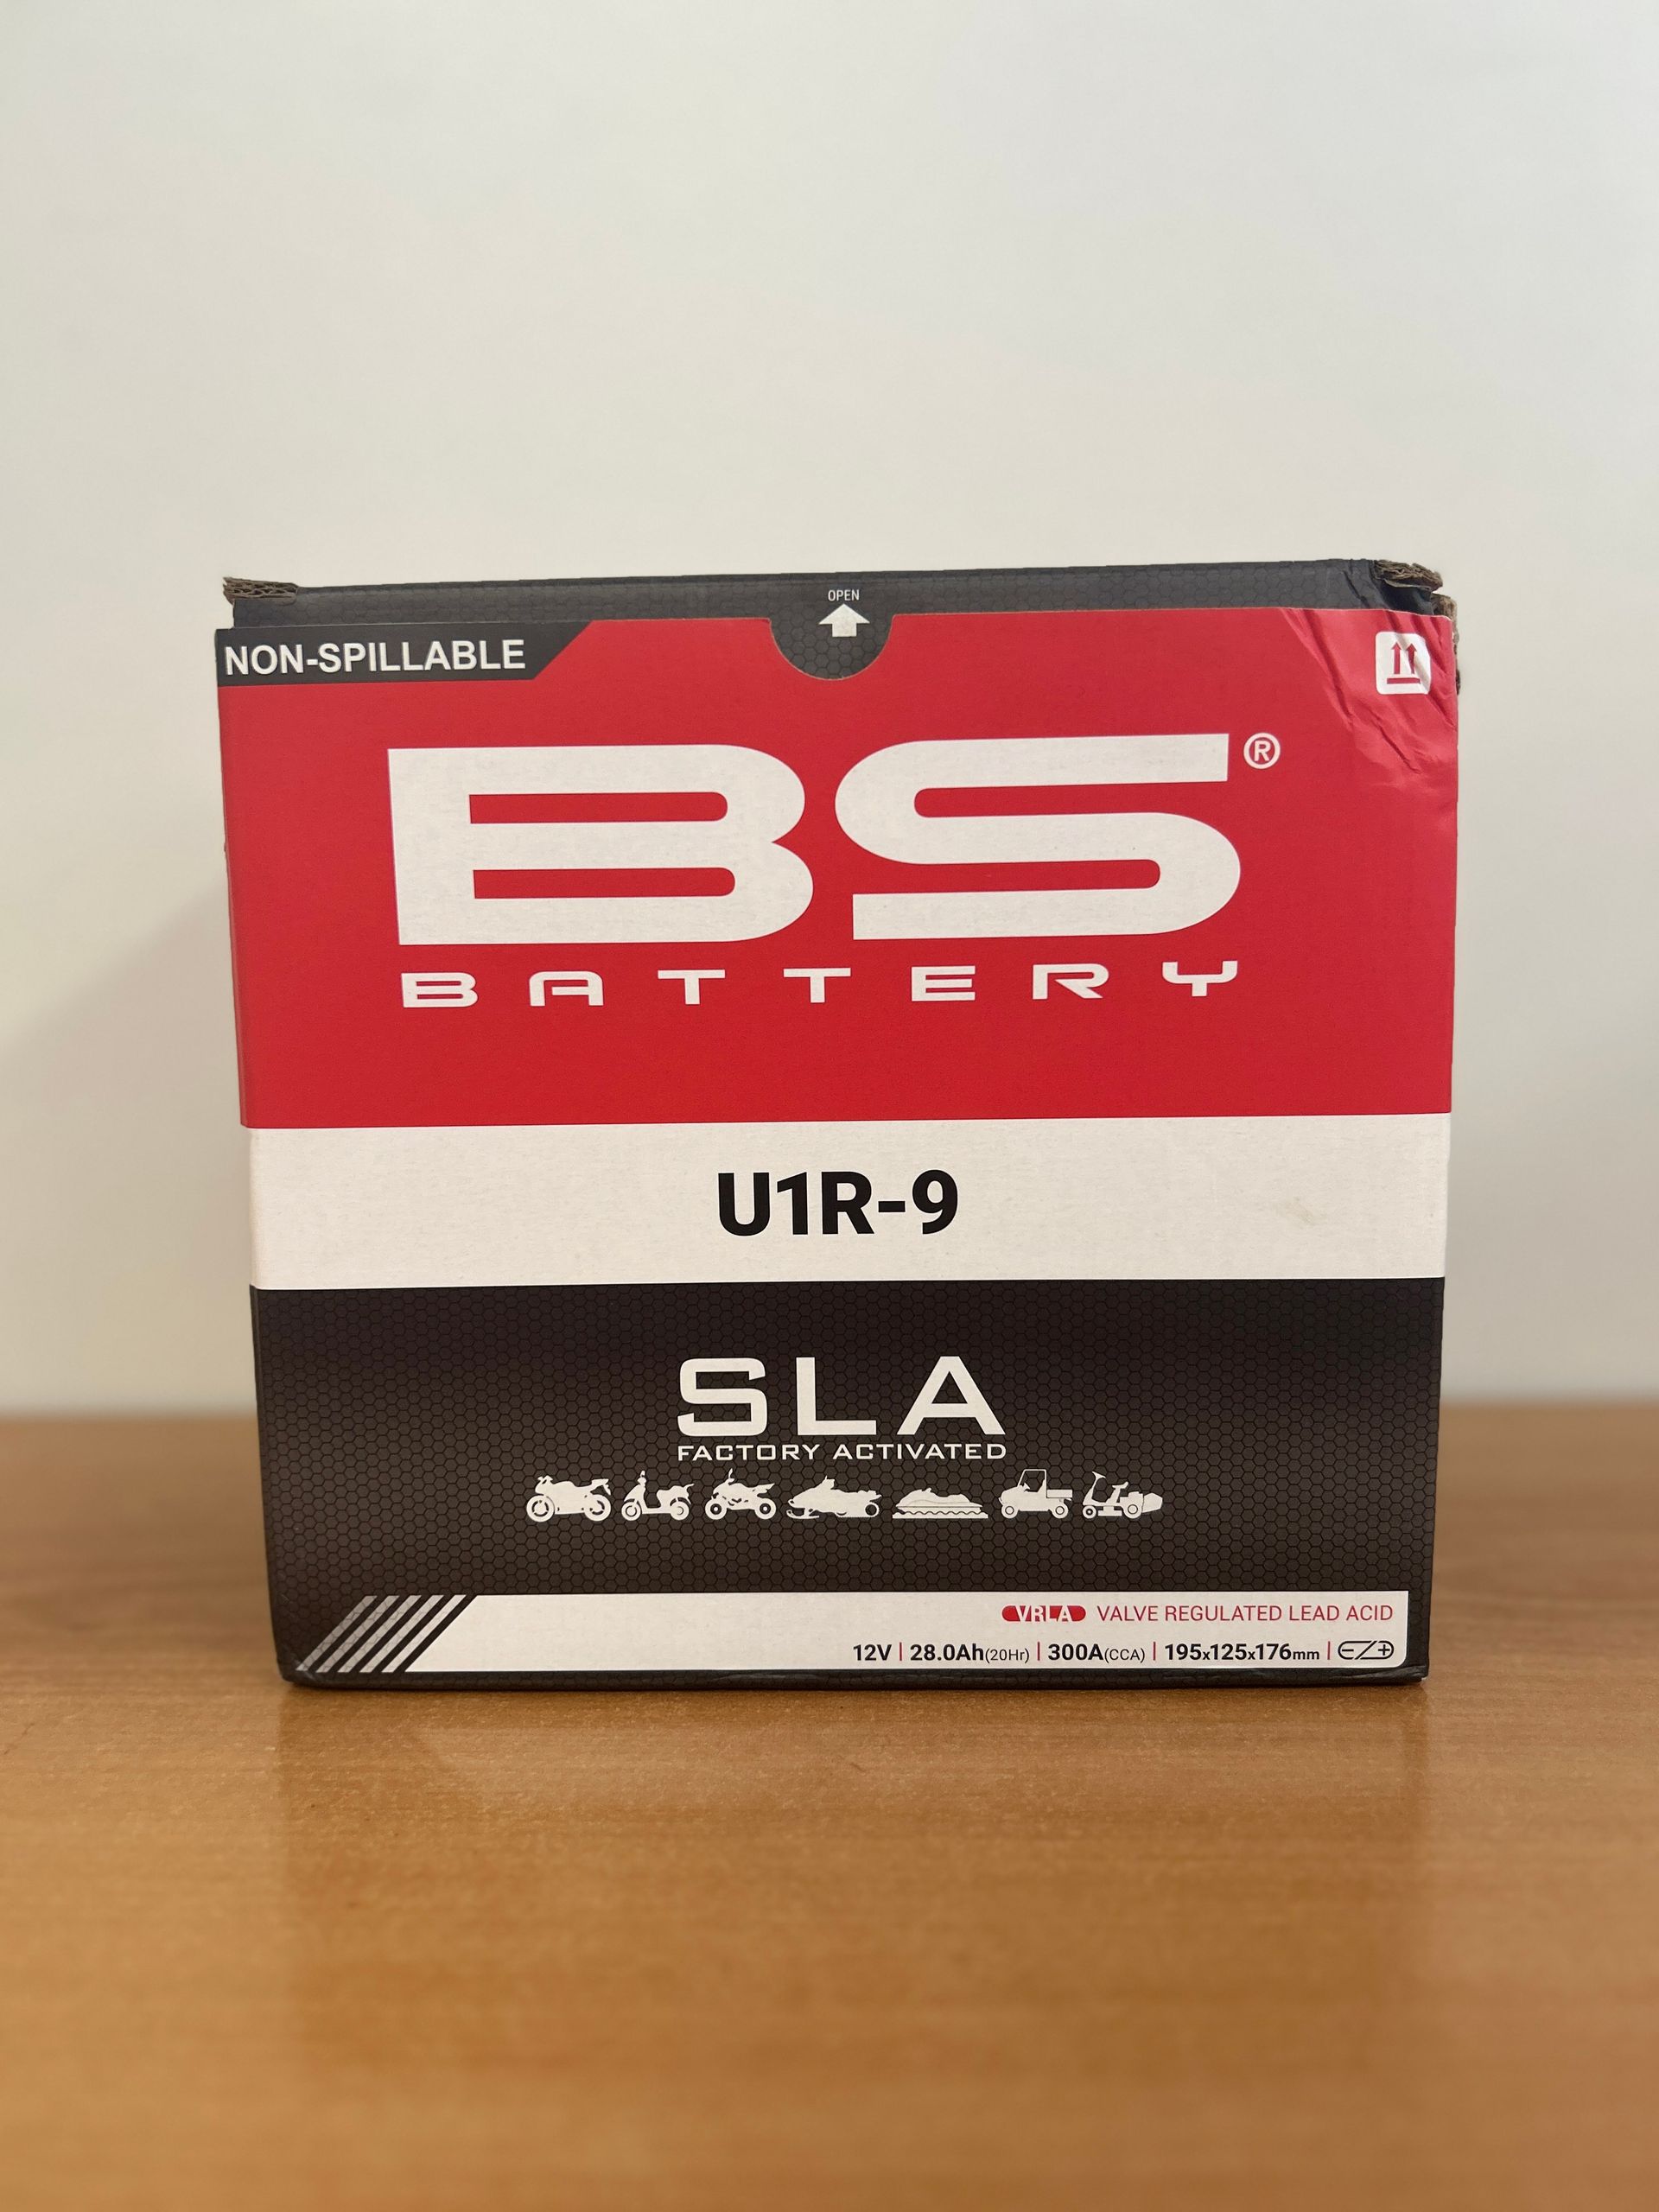 OPEN
NON-SPILLABLE
BS®
BATTERY
U1R-9
SLA
FACTORY ACTIVATED
VRLA VALVE REGULATED LEAD ACID
12V | 28.0Ah(20Hr) | 300A(CCA) | 195x125x176mm |